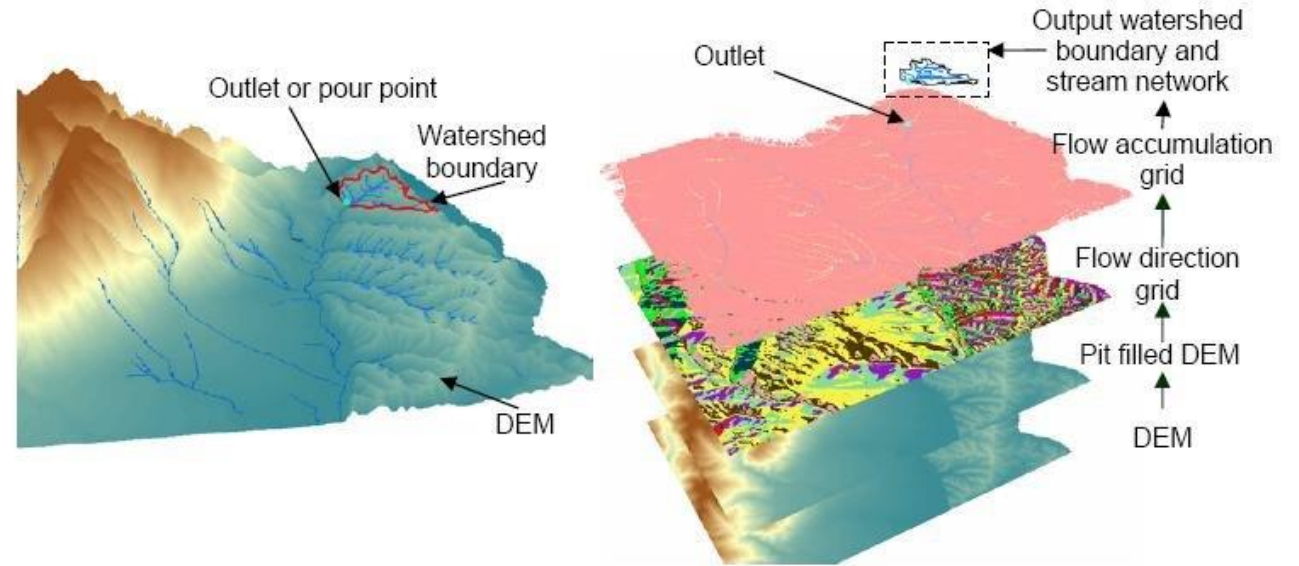 Outlet or pour point
Watershed
boundary
DEM
Outlet
Output watershed
boundary and
stream network
Flow accumulation
grid
Flow direction
grid
Pit filled DEM
DEM